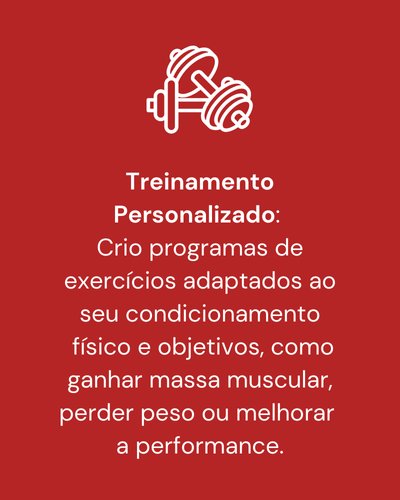 Treinamento
Personalizado:
Crio programas de
exercícios adaptados ao
seu condicionamento
físico e objetivos, como
ganhar massa muscular,
perder peso ou melhorar
a performance.